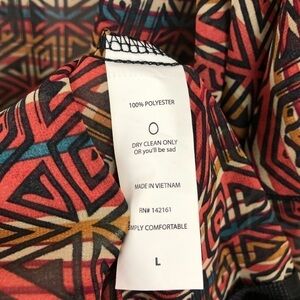 100% POLYESTER
DRY CLEAN ONLY
OR you'll be sad
MADE IN VIETNAM
RN# 142161
SIMPLY COMFORTABLE
L